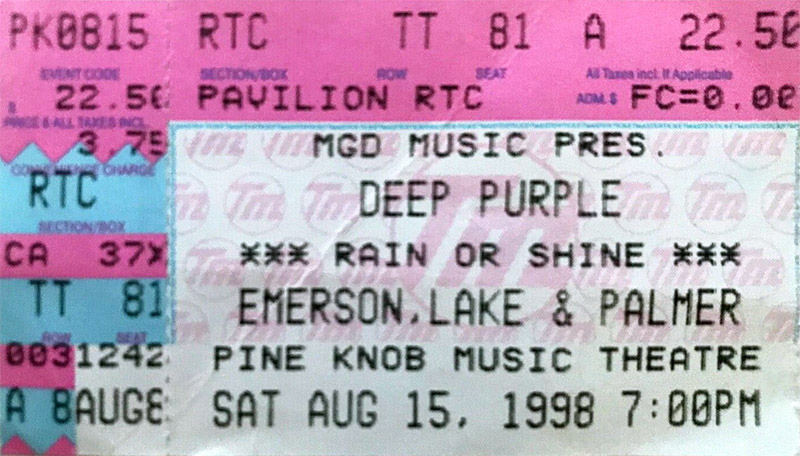 PK0815 RTC TT 81 A 22.50
EVENT CODE SECTION/BOX ROW SEAT All Taxes Incl. If Applicable
$ 22.50 PAVILION RTC ADM. $ FC=0.00
PRICE & ALL TAXES INCL.
3.75 MGD MUSIC PRES.
CONVENIENCE CHARGE
RTC DEEP PURPLE
SECTION/BOX
CA 37X *** RAIN OR SHINE ***
TT 81 EMERSON,LAKE & PALMER
ROW SEAT
0031242 PINE KNOB MUSIC THEATRE
A 8AUG8 SAT AUG 15, 1998 7:00PM
Tm